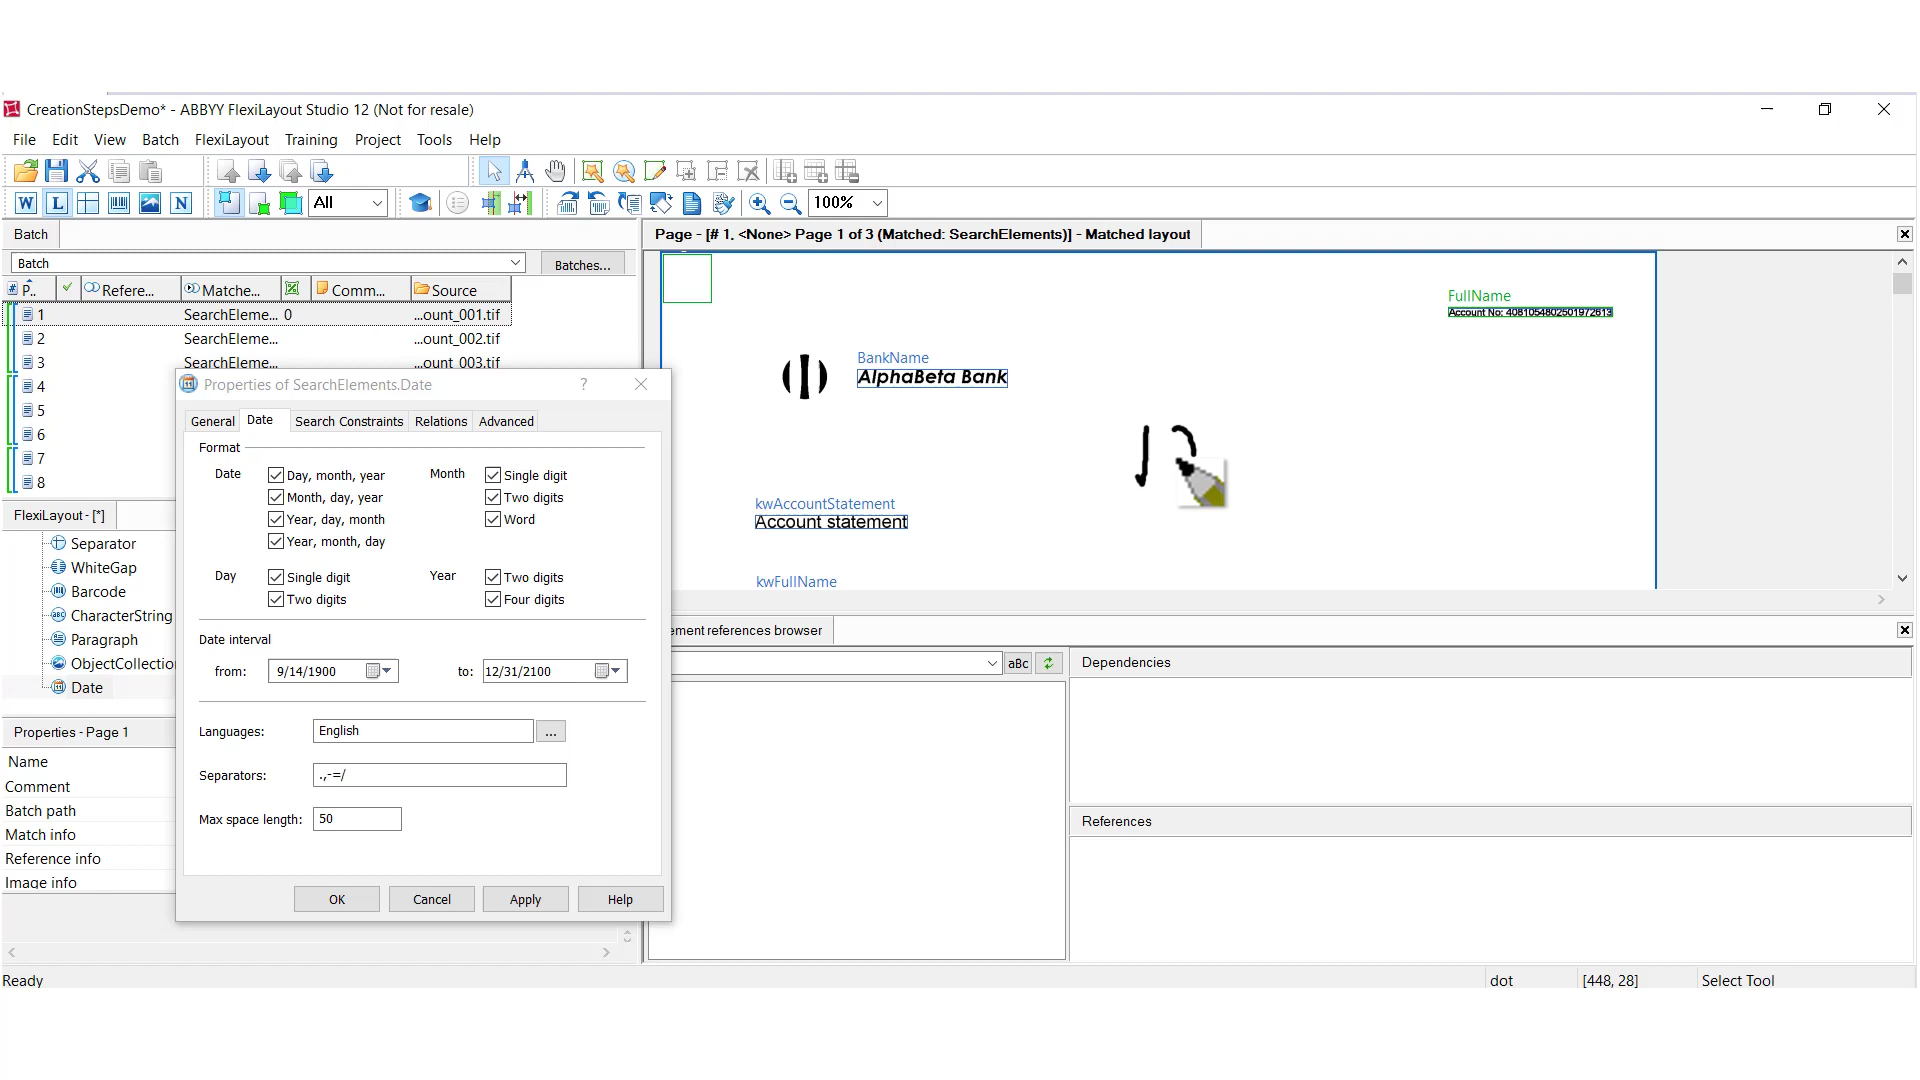 CreationStepsDemo* - ABBYY FlexiLayout Studio 12 (Not for resale)
File Edit View Batch FlexiLayout Training Project Tools Help
W L N All 100%
Batch
Page - [# 1. <None> Page 1 of 3 (Matched: SearchElements)] - Matched layout
Batch Batches...
# P.. Refere... Matche... Comm... Source
1 SearchEleme... 0 ...ount_001.tif
2 SearchEleme... ...ount_002.tif
3 SearchEleme... ...ount_003.tif
4
5
6
7
8
FlexiLayout - [*]
Separator
WhiteGap
Barcode
CharacterString
Paragraph
ObjectCollectio
Date
Properties - Page 1
Name
Comment
Batch path
Match info
Reference info
Image info
Properties of SearchElements.Date ?
General Date Search Constraints Relations Advanced
Format
Date Day, month, year Month Single digit
Month, day, year Two digits
Year, day, month Word
Year, month, day
Day Single digit Year Two digits
Two digits Four digits
Date interval
from: 9/14/1900 to: 12/31/2100
Languages: English ...
Separators: .,-=/
Max space length: 50
OK Cancel Apply Help
FullName
Account No: 4081054802501972613
BankName
AlphaBeta Bank
kwAccountStatement
Account statement
kwFullName
ement references browser
aBc Dependencies
References
Ready dot [448, 28] Select Tool